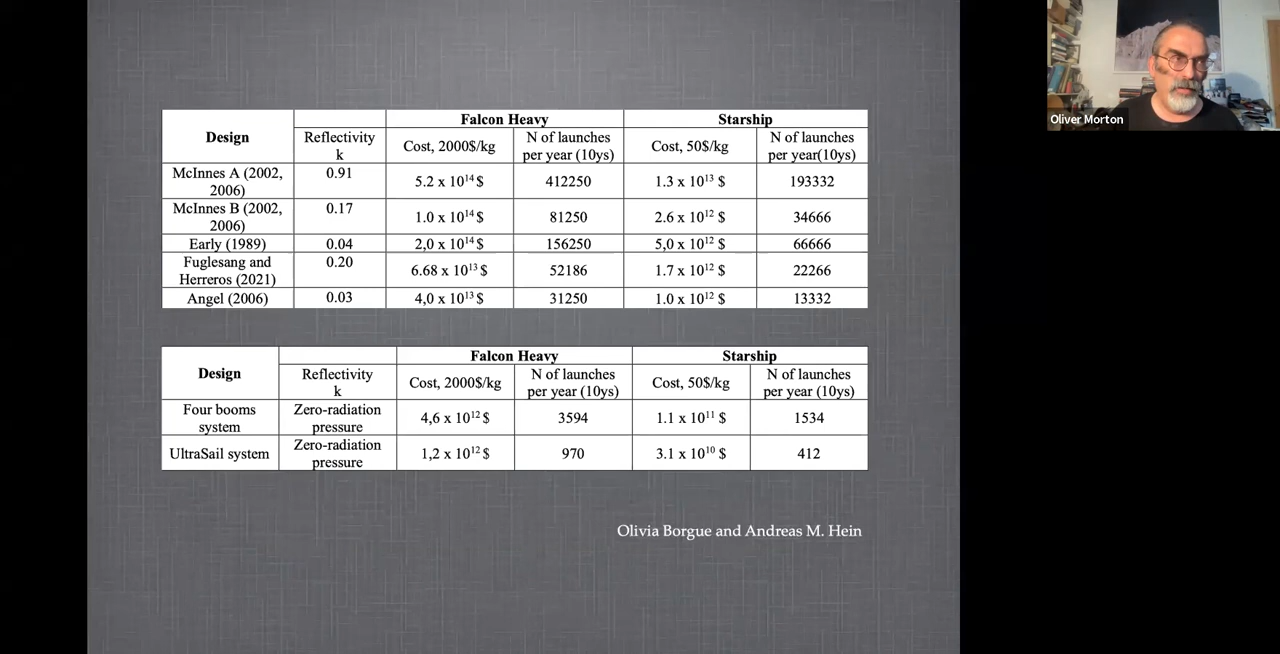 Oliver Morton
Falcon Heavy Starship
Design Reflectivity k Cost, 2000$/kg N of launches per year (10ys) Cost, 50$/kg N of launches per year(10ys)
McInnes A (2002, 2006) 0.91 5.2 x 10¹⁴ $ 412250 1.3 x 10¹³ $ 193332
McInnes B (2002, 2006) 0.17 1.0 x 10¹⁴ $ 81250 2.6 x 10¹² $ 34666
Early (1989) 0.04 2,0 x 10¹⁴ $ 156250 5,0 x 10¹² $ 66666
Fuglesang and Herreros (2021) 0.20 6.68 x 10¹³ $ 52186 1.7 x 10¹² $ 22266
Angel (2006) 0.03 4,0 x 10¹³ $ 31250 1.0 x 10¹² $ 13332
Falcon Heavy Starship
Design Reflectivity k Cost, 2000$/kg N of launches per year (10ys) Cost, 50$/kg N of launches per year (10ys)
Four booms system Zero-radiation pressure 4,6 x 10¹² $ 3594 1.1 x 10¹¹ $ 1534
UltraSail system Zero-radiation pressure 1,2 x 10¹² $ 970 3.1 x 10¹⁰ $ 412
Olivia Borgue and Andreas M. Hein